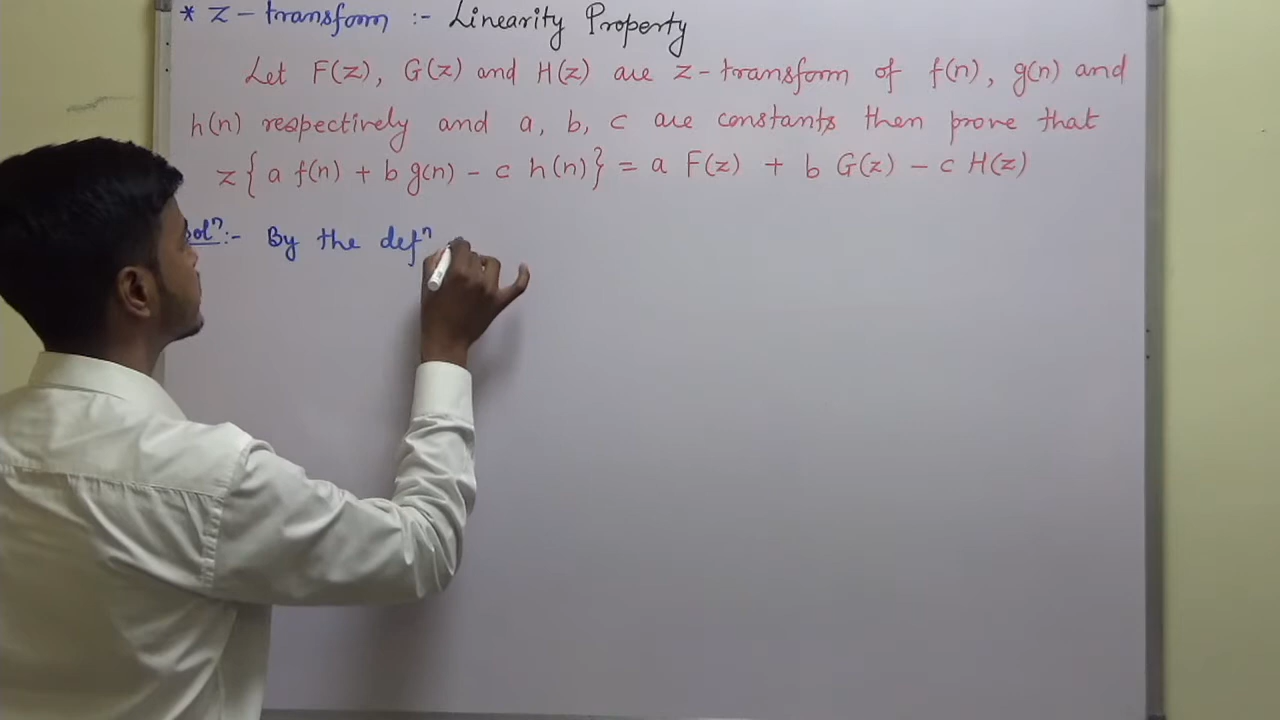 * z-transform :- Linearity Property
Let F(z), G(z) and H(z) are z-transform of f(n), g(n) and
h(n) respectively and a, b, c are constants then prove that
z{a f(n) + b g(n) - c h(n)} = a F(z) + b G(z) - c H(z)
Solⁿ:- By the defⁿ